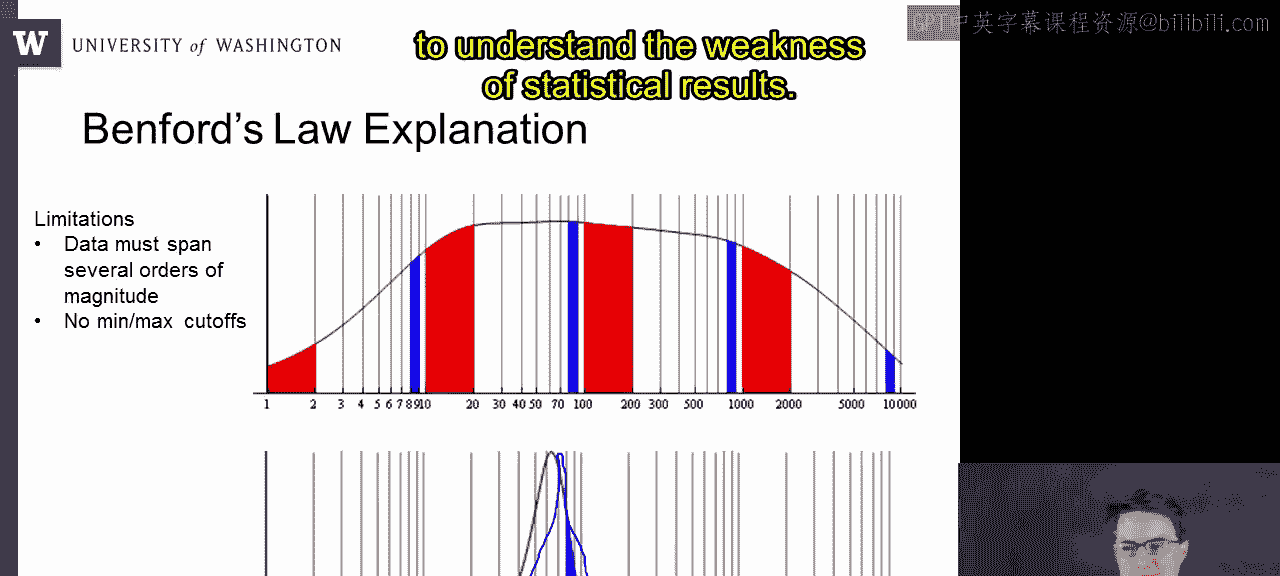 W UNIVERSITY of WASHINGTON
GPT中英字幕课程资源@bilibili.com
to understand the weakness
of statistical results.
Benford's Law Explanation
Limitations
• Data must span
several orders of
magnitude
• No min/max cutoffs
1 2 3 4 5 6 7 8 9 10 20 30 40 50 70 100 200 300 500 1000 2000 5000 10000